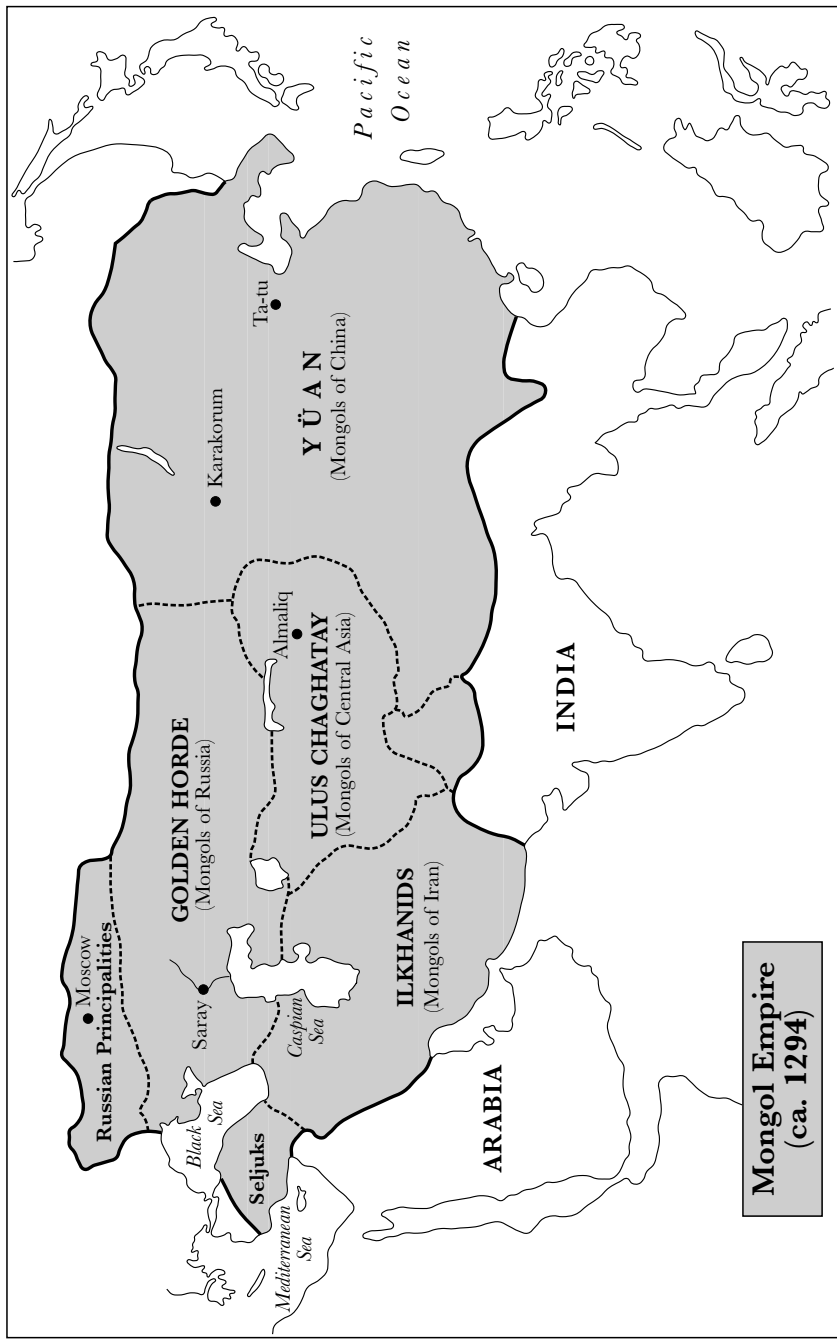 Pacific
Ocean
Moscow
Russian Principalities
GOLDEN HORDE
(Mongols of Russia)
Saray
Karakorum
Ta-tu
YÜAN
(Mongols of China)
Almaliq
ULUS CHAGHATAY
(Mongols of Central Asia)
Black
Sea
Caspian
Sea
Seljuks
Mediterranean
Sea
ILKHANIDS
(Mongols of Iran)
ARABIA
INDIA
Mongol Empire
(ca. 1294)